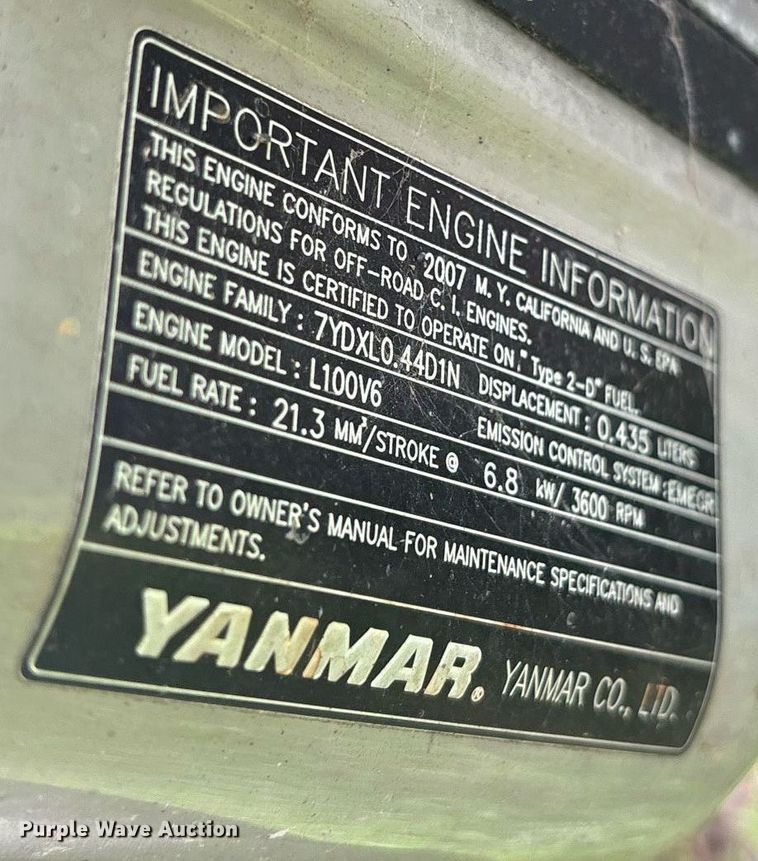 IMPORTANT ENGINE INFORMATION
THIS ENGINE CONFORMS TO 2007 M. Y. CALIFORNIA AND U. S. EPA
REGULATIONS FOR OFF-ROAD C. I. ENGINES.
THIS ENGINE IS CERTIFIED TO OPERATE ON "Type 2-D" FUEL.
ENGINE FAMILY : 7YDXL0.44D1N DISPLACEMENT : 0.435 LITERS
ENGINE MODEL : L100V6 EMISSION CONTROL SYSTEM :EMEGR
FUEL RATE : 21.3 MM³/STROKE @ 6.8 kW/ 3600 RPM
REFER TO OWNER'S MANUAL FOR MAINTENANCE SPECIFICATIONS AND
ADJUSTMENTS.
YANMAR® YANMAR CO., LTD.
Purple Wave Auction